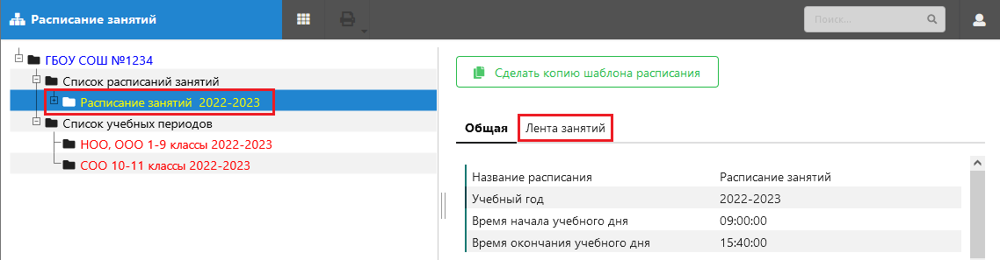 Расписание занятий
Поиск...
ГБОУ СОШ №1234
Список расписаний занятий
Расписание занятий 2022-2023
Список учебных периодов
НОО, ООО 1-9 классы 2022-2023
СОО 10-11 классы 2022-2023
Сделать копию шаблона расписания
Общая Лента занятий
Название расписания Расписание занятий
Учебный год 2022-2023
Время начала учебного дня 09:00:00
Время окончания учебного дня 15:40:00